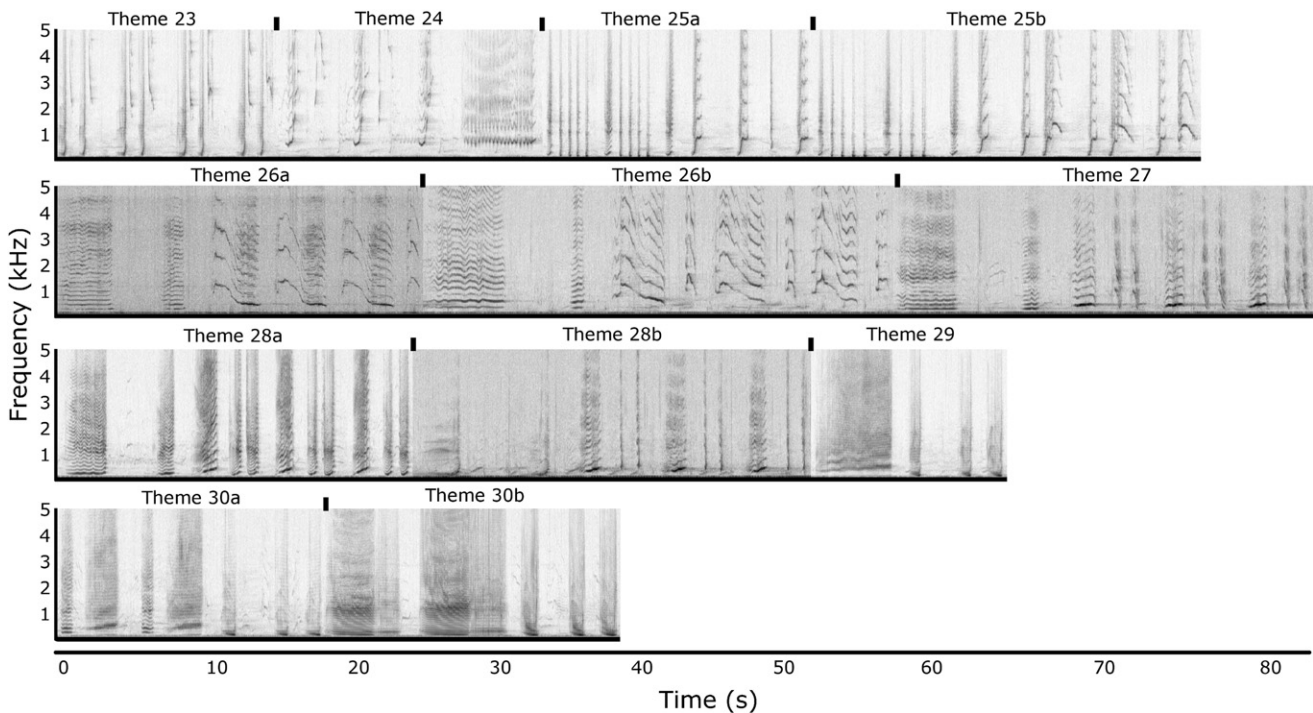 Theme 23 Theme 24 Theme 25a Theme 25b
5
4
3
2
1
Theme 26a Theme 26b Theme 27
5
4
3
2
1
Frequency (kHz)
Theme 28a Theme 28b Theme 29
5
4
3
2
1
Theme 30a Theme 30b
5
4
3
2
1
0 10 20 30 40 50 60 70 80
Time (s)